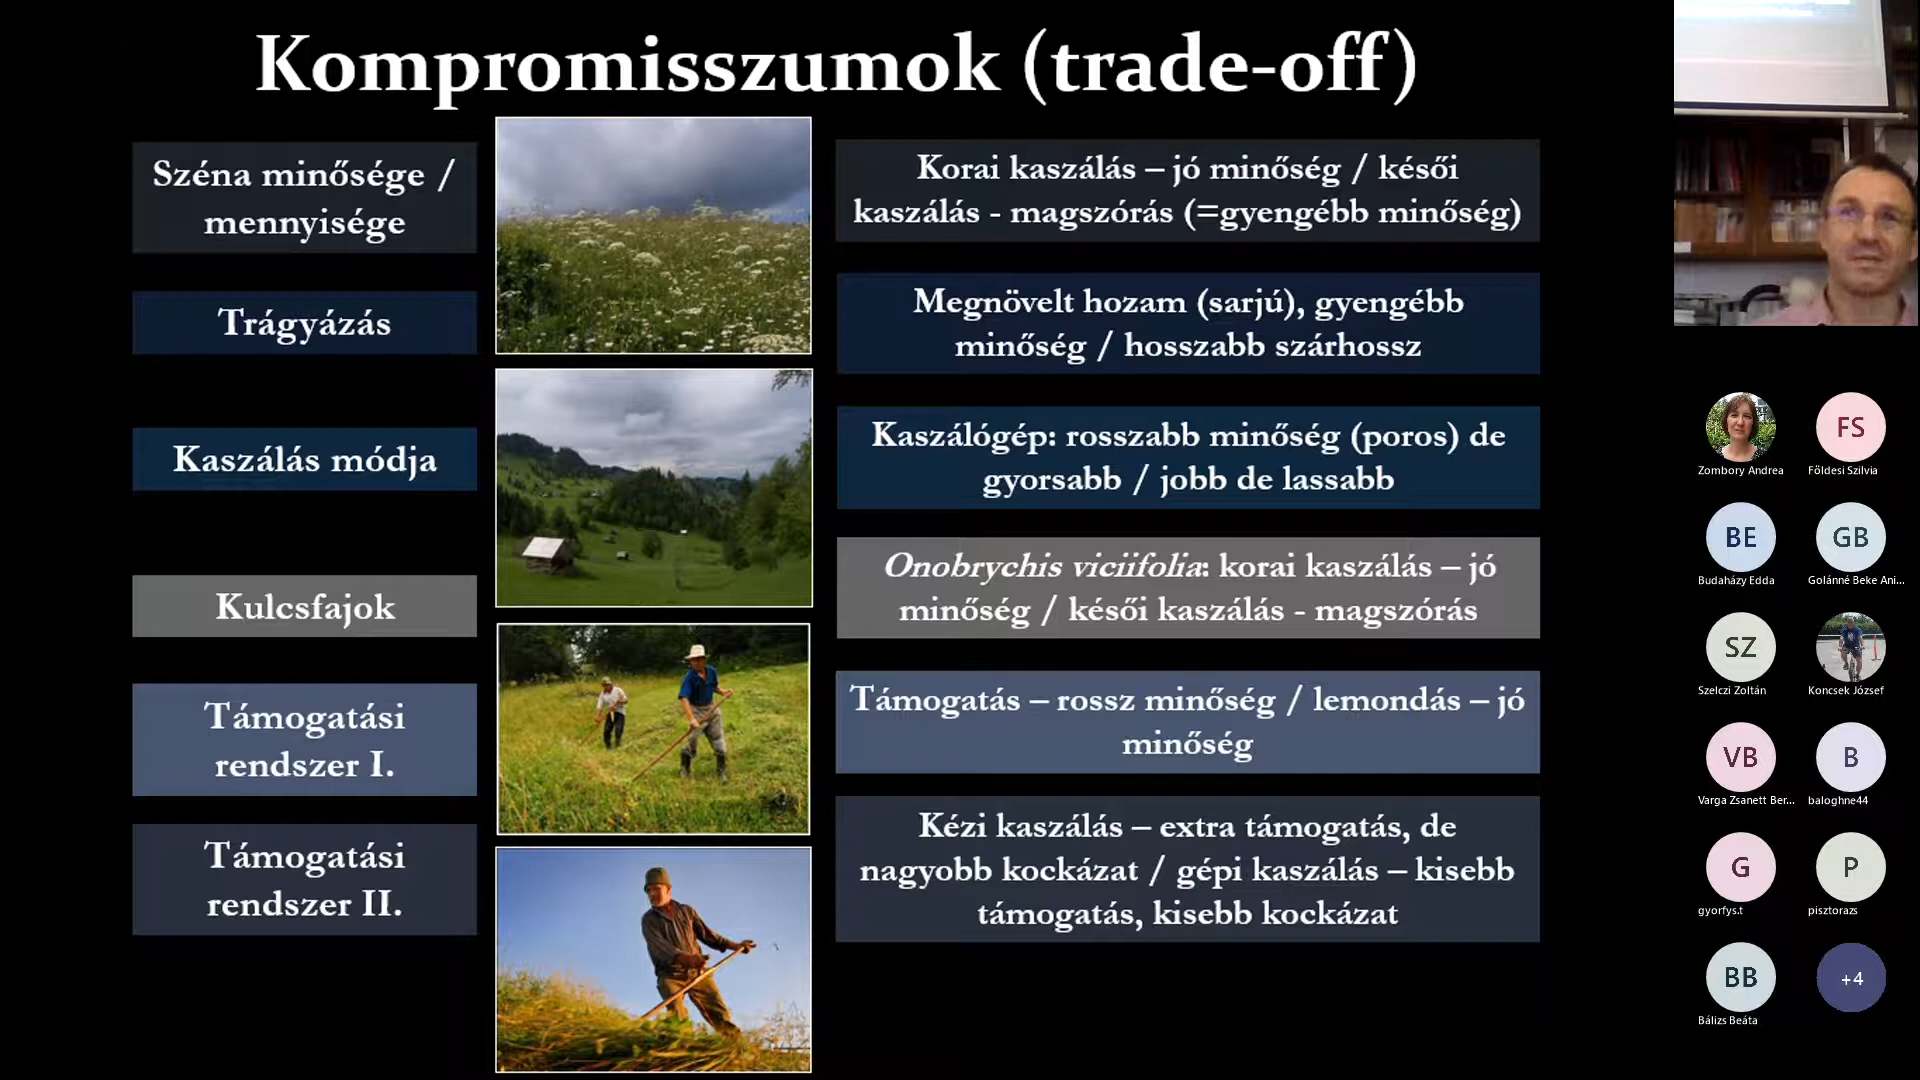 Kompromisszumok (trade-off)
Széna minősége /
mennyisége
Korai kaszálás – jó minőség / késői
kaszálás - magszórás (=gyengébb minőség)
Trágyázás
Megnövelt hozam (sarjú), gyengébb
minőség / hosszabb szárhossz
Kaszálás módja
Kaszálógép: rosszabb minőség (poros) de
gyorsabb / jobb de lassabb
Kulcsfajok
Onobrychis viciifolia: korai kaszálás – jó
minőség / késői kaszálás - magszórás
Támogatási
rendszer I.
Támogatás – rossz minőség / lemondás – jó
minőség
Támogatási
rendszer II.
Kézi kaszálás – extra támogatás, de
nagyobb kockázat / gépi kaszálás – kisebb
támogatás, kisebb kockázat
Zombory Andrea
FS
Földesi Szilvia
BE
Budaházy Edda
GB
Golánné Beke Ani...
SZ
Szelczi Zoltán
Koncsek József
VB
Varga Zsanett Ber...
B
baloghne44
G
gyorfys.t
P
pisztorazs
BB
Bálizs Beáta
+4